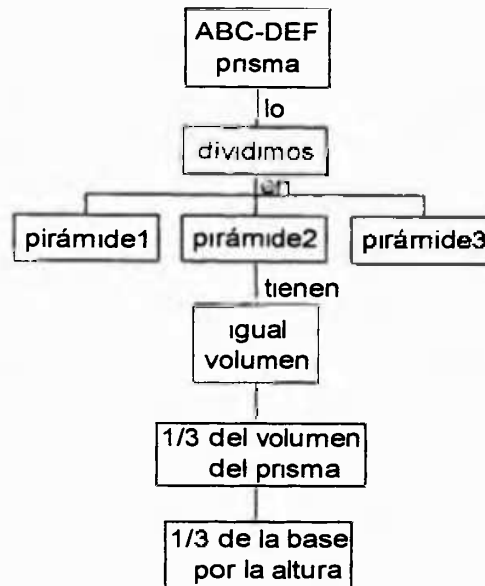 ABC-DEF
prisma
lo
dividimos
en
pirámide1
pirámide2
pirámide3
tienen
igual
volumen
1/3 del volumen
del prisma
1/3 de la base
por la altura